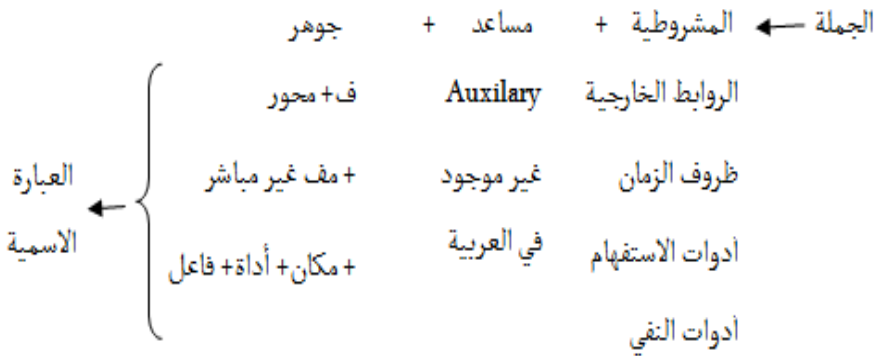 الجملة ← المشروطية + مساعد + جوهر
الروابط الخارجية Auxilary ف+ محور
ظروف الزمان غير موجود + مف غير مباشر
العبارة
أدوات الاستفهام في العربية + مكان+ أداة+ فاعل
الاسمية
أدوات النفي